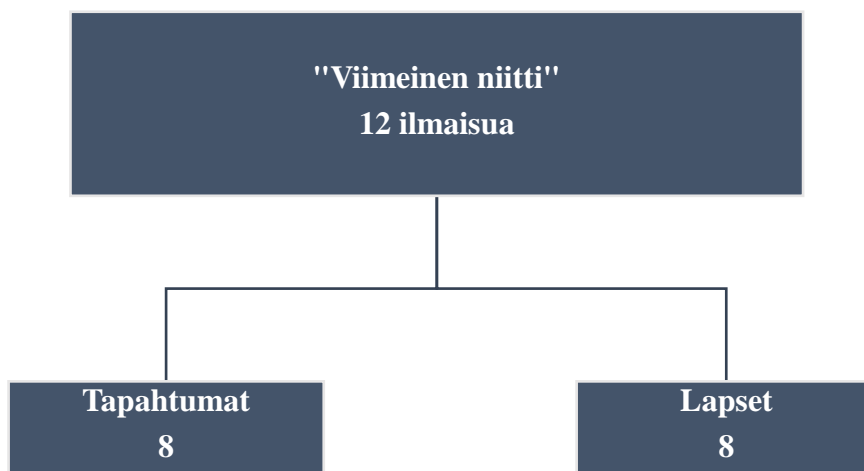 "Viimeinen niitti"
12 ilmaisua
Tapahtumat
8
Lapset
8